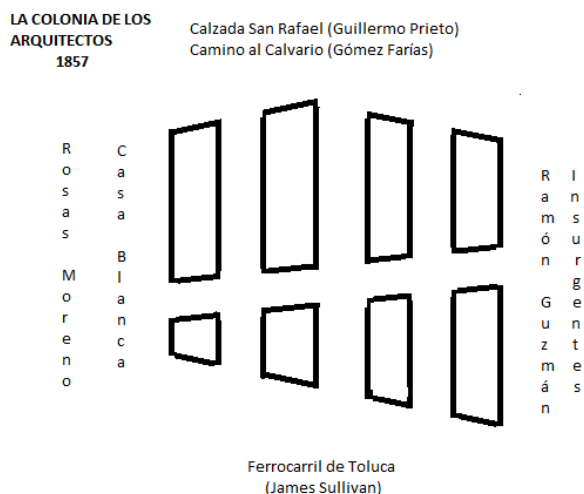 LA COLONIA DE LOS
ARQUITECTOS
1857
Calzada San Rafael (Guillermo Prieto)
Camino al Calvario (Gómez Farías)
Rosas Moreno
Casa Blanca
Ramón Guzmán
Insurgentes
Ferrocarril de Toluca
(James Sullivan)